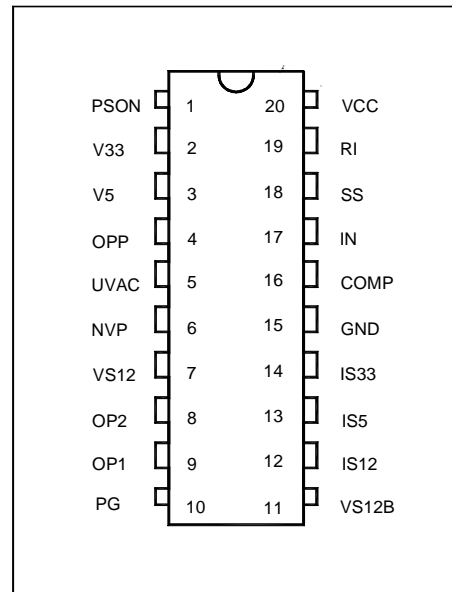 PSON 1 20 VCC
V33 2 19 RI
V5 3 18 SS
OPP 4 17 IN
UVAC 5 16 COMP
NVP 6 15 GND
VS12 7 14 IS33
OP2 8 13 IS5
OP1 9 12 IS12
PG 10 11 VS12B